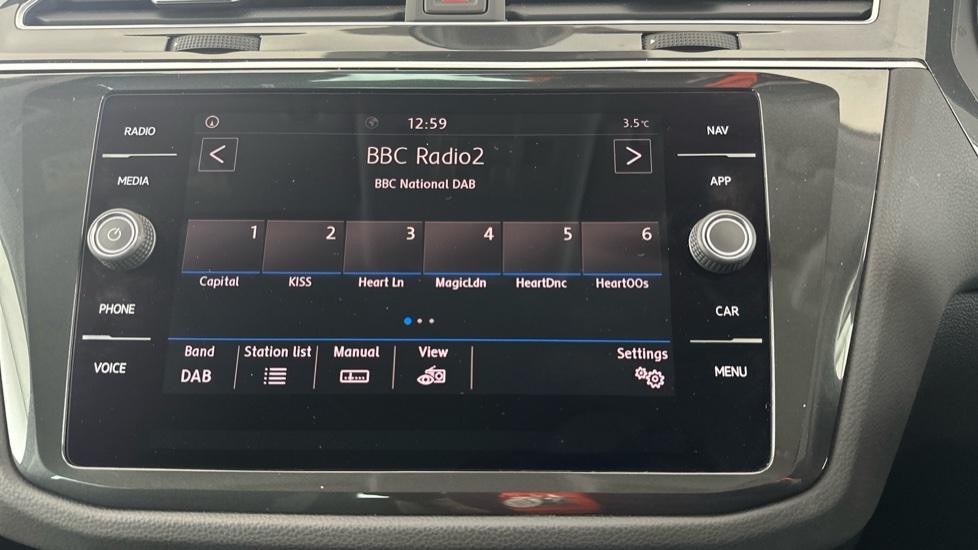 RADIO
MEDIA
PHONE
VOICE
12:59
3.5°C
<
BBC Radio2
>
BBC National DAB
1 2 3 4 5 6
Capital KISS Heart Ln MagicLdn HeartDnc Heart00s
Band Station list Manual View Settings
DAB
NAV
APP
CAR
MENU